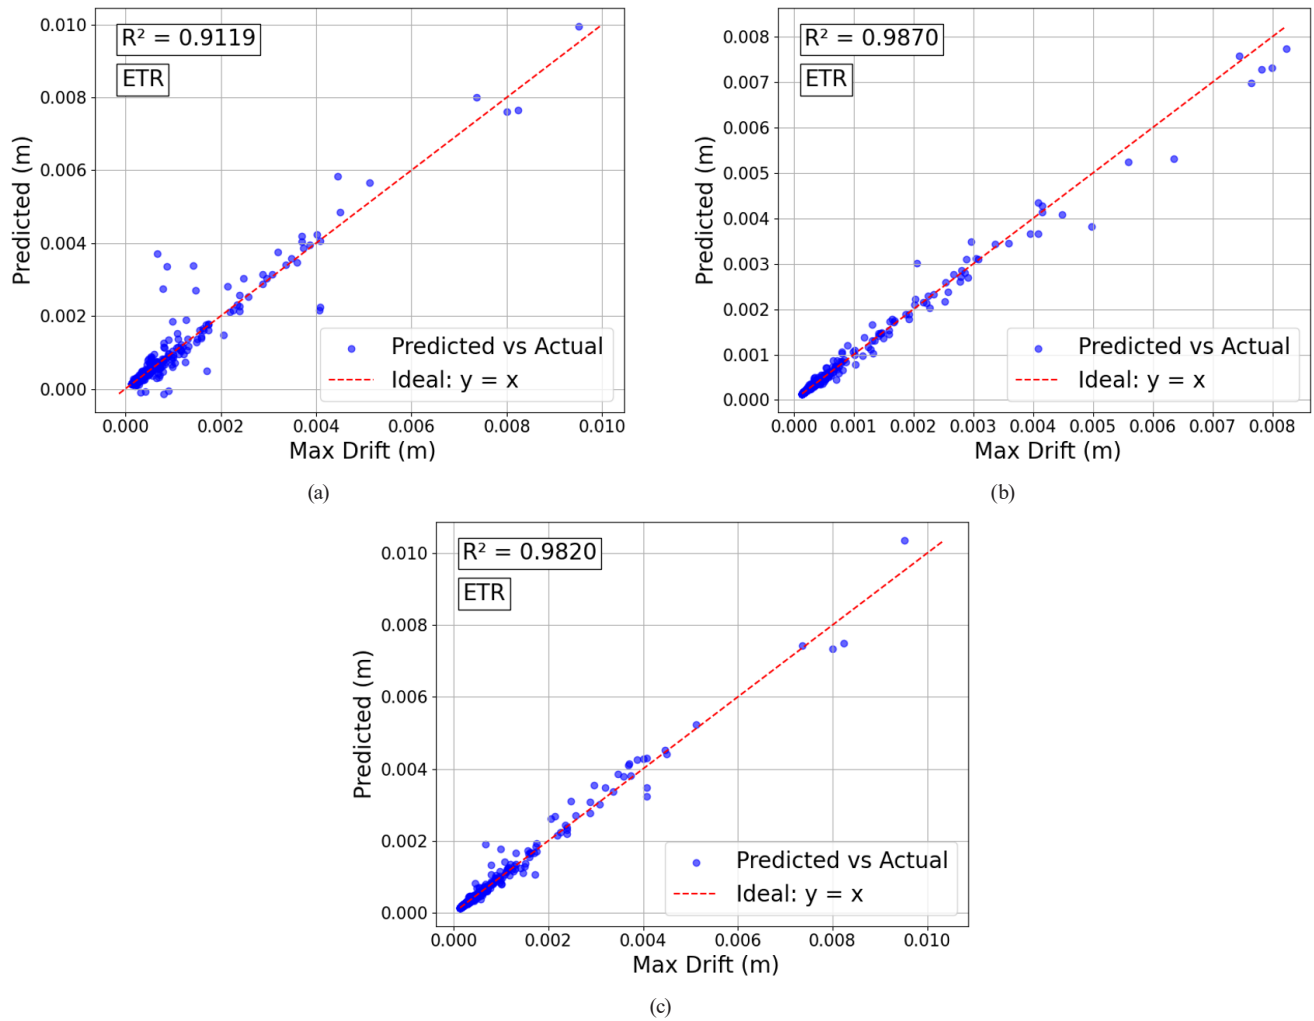 0.010
0.008
0.006
0.004
0.002
0.000
Predicted (m)
R² = 0.9119
ETR
Predicted vs Actual
Ideal: y = x
0.000 0.002 0.004 0.006 0.008 0.010
Max Drift (m)
(a)
0.008
0.007
0.006
0.005
0.004
0.003
0.002
0.001
0.000
Predicted (m)
R² = 0.9870
ETR
Predicted vs Actual
Ideal: y = x
0.000 0.001 0.002 0.003 0.004 0.005 0.006 0.007 0.008
Max Drift (m)
(b)
0.010
0.008
0.006
0.004
0.002
0.000
Predicted (m)
R² = 0.9820
ETR
Predicted vs Actual
Ideal: y = x
0.000 0.002 0.004 0.006 0.008 0.010
Max Drift (m)
(c)